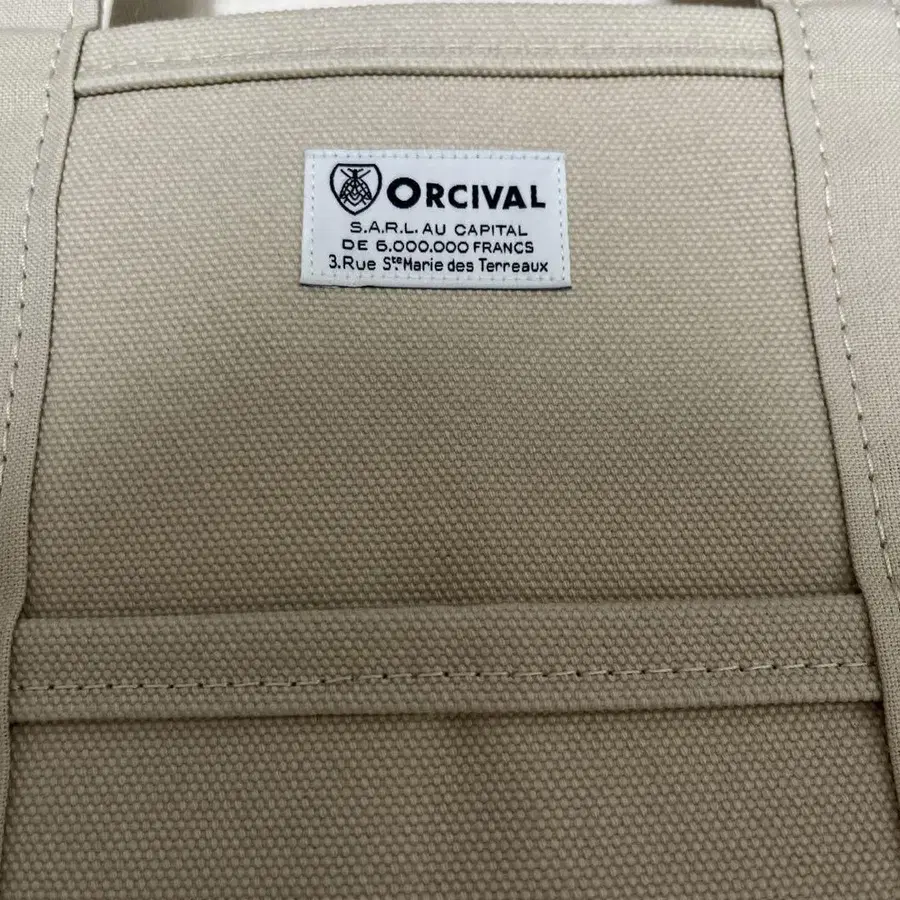 ORCIVAL
S.A.R.L. AU CAPITAL
DE 6.000.000 FRANCS
3.Rue Ste Marie des Terreaux